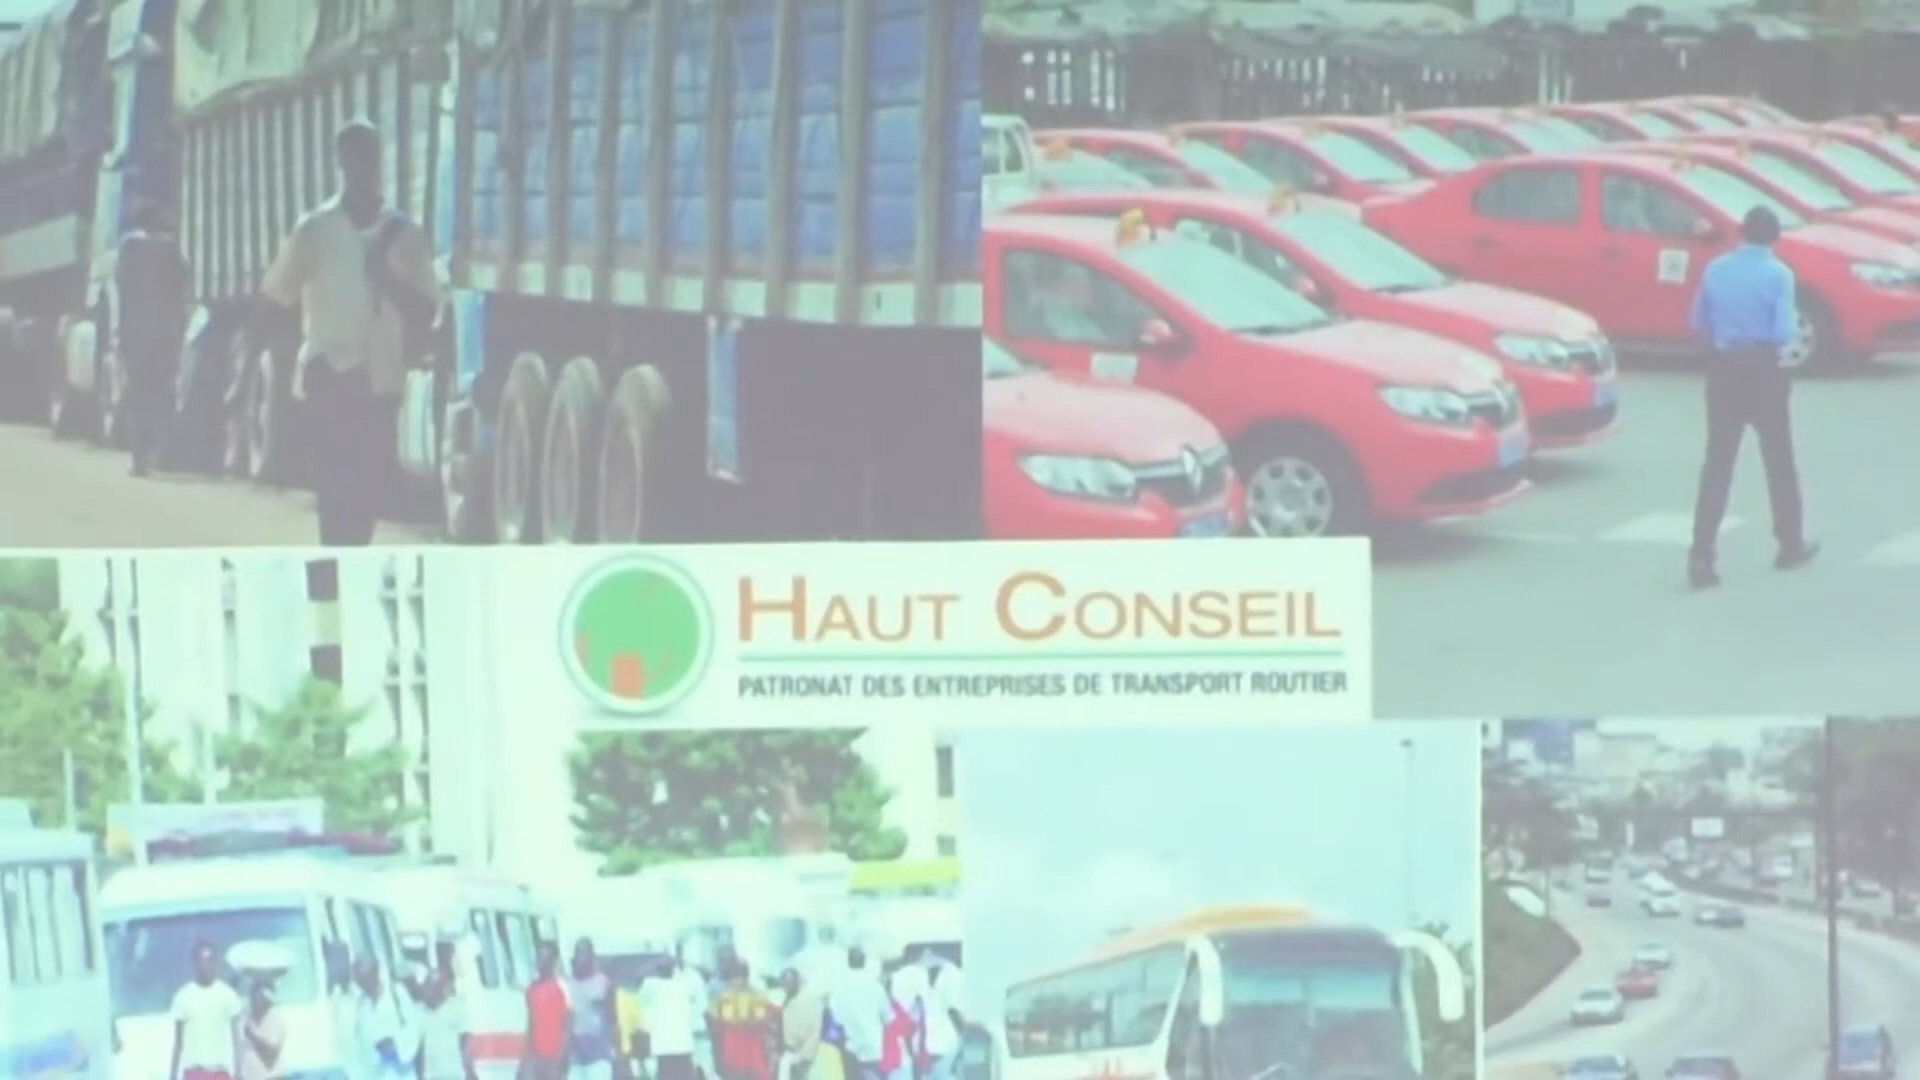 HAUT CONSEIL
PATRONAT DES ENTREPRISES DE TRANSPORT ROUTIER